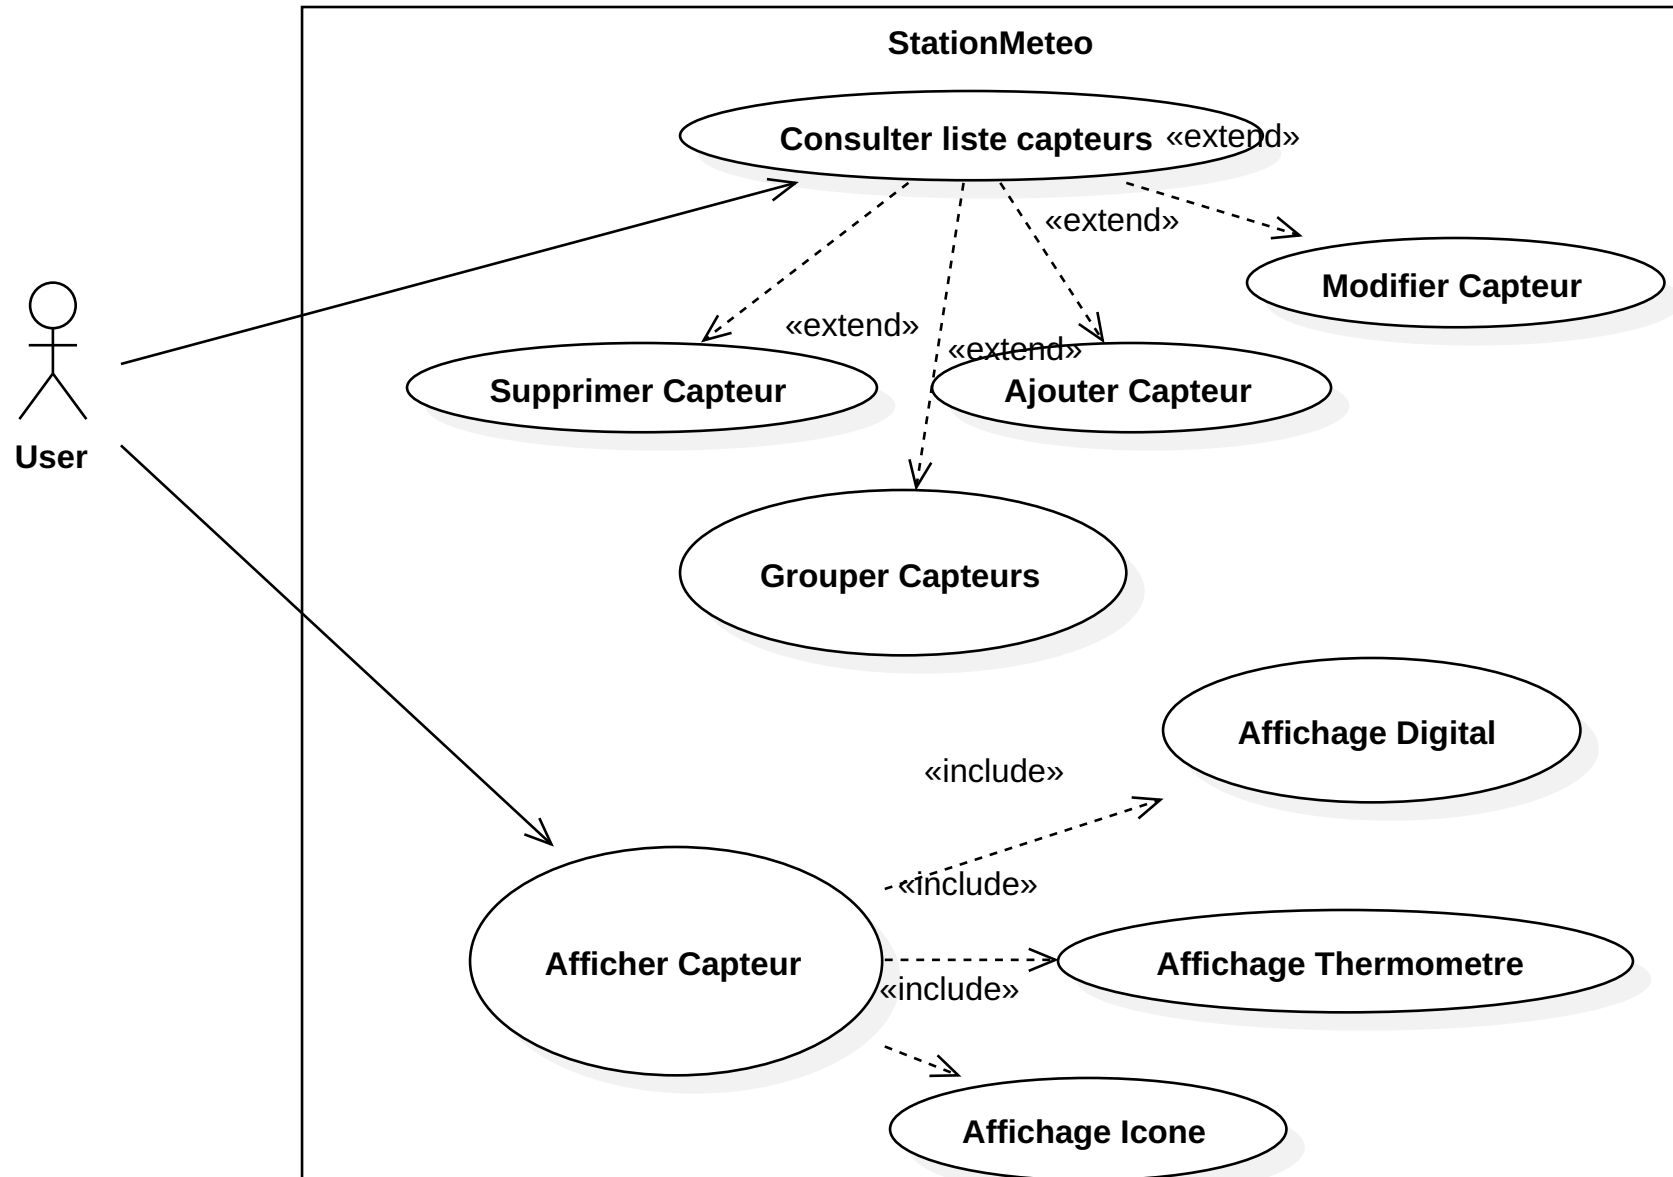 StationMeteo
Consulter liste capteurs
«extend»
«extend»
Modifier Capteur
«extend»
«extend»
Supprimer Capteur
Ajouter Capteur
User
Grouper Capteurs
Affichage Digital
«include»
«include»
Afficher Capteur
Affichage Thermometre
«include»
Affichage Icone